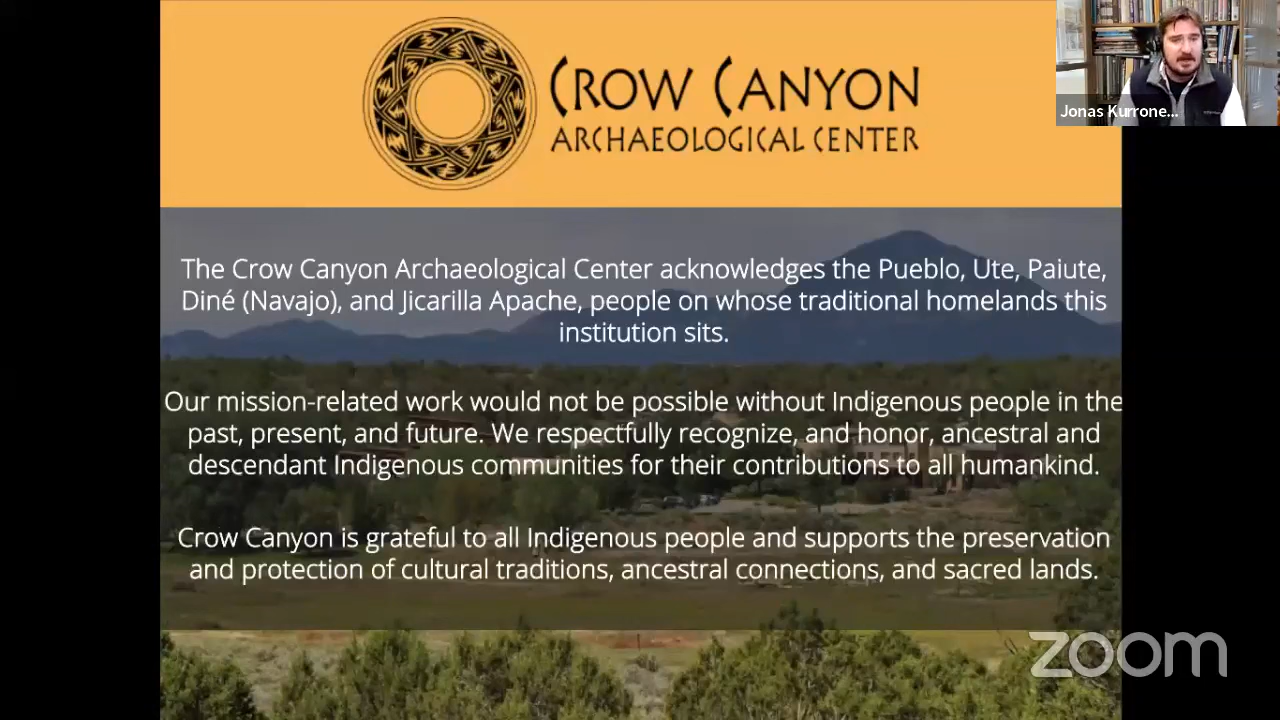 CROW CANYON
ARCHAEOLOGICAL CENTER
Jonas Kurrone...
The Crow Canyon Archaeological Center acknowledges the Pueblo, Ute, Paiute,
Diné (Navajo), and Jicarilla Apache, people on whose traditional homelands this
institution sits.
Our mission-related work would not be possible without Indigenous people in the
past, present, and future. We respectfully recognize, and honor, ancestral and
descendant Indigenous communities for their contributions to all humankind.
Crow Canyon is grateful to all Indigenous people and supports the preservation
and protection of cultural traditions, ancestral connections, and sacred lands.
zoom